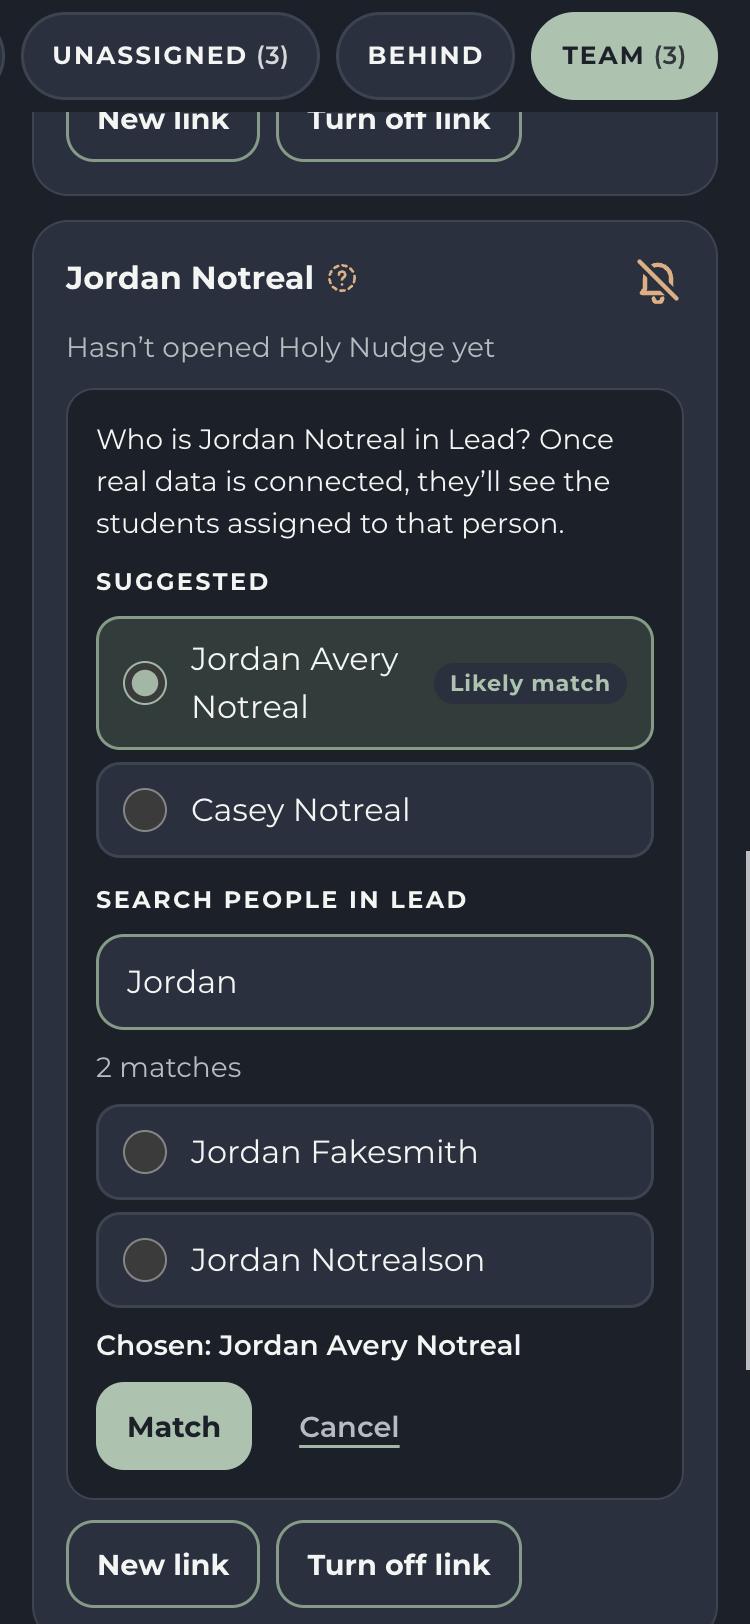 UNASSIGNED (3)
BEHIND
TEAM (3)
New link
Turn off link
Jordan Notreal
?
Hasn’t opened Holy Nudge yet
Who is Jordan Notreal in Lead? Once
real data is connected, they’ll see the
students assigned to that person.
SUGGESTED
Jordan Avery
Notreal
Likely match
Casey Notreal
SEARCH PEOPLE IN LEAD
Jordan
2 matches
Jordan Fakesmith
Jordan Notrealson
Chosen: Jordan Avery Notreal
Match
Cancel
New link
Turn off link